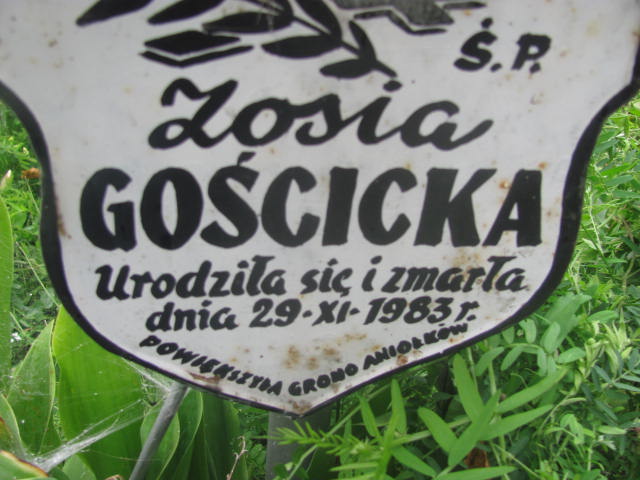 Ś.P.
Zosia
GOŚCICKA
Urodziła się i zmarła
dnia 29-XI-1983 r.
POWIĘKSZYŁA GRONO ANIOŁKÓW